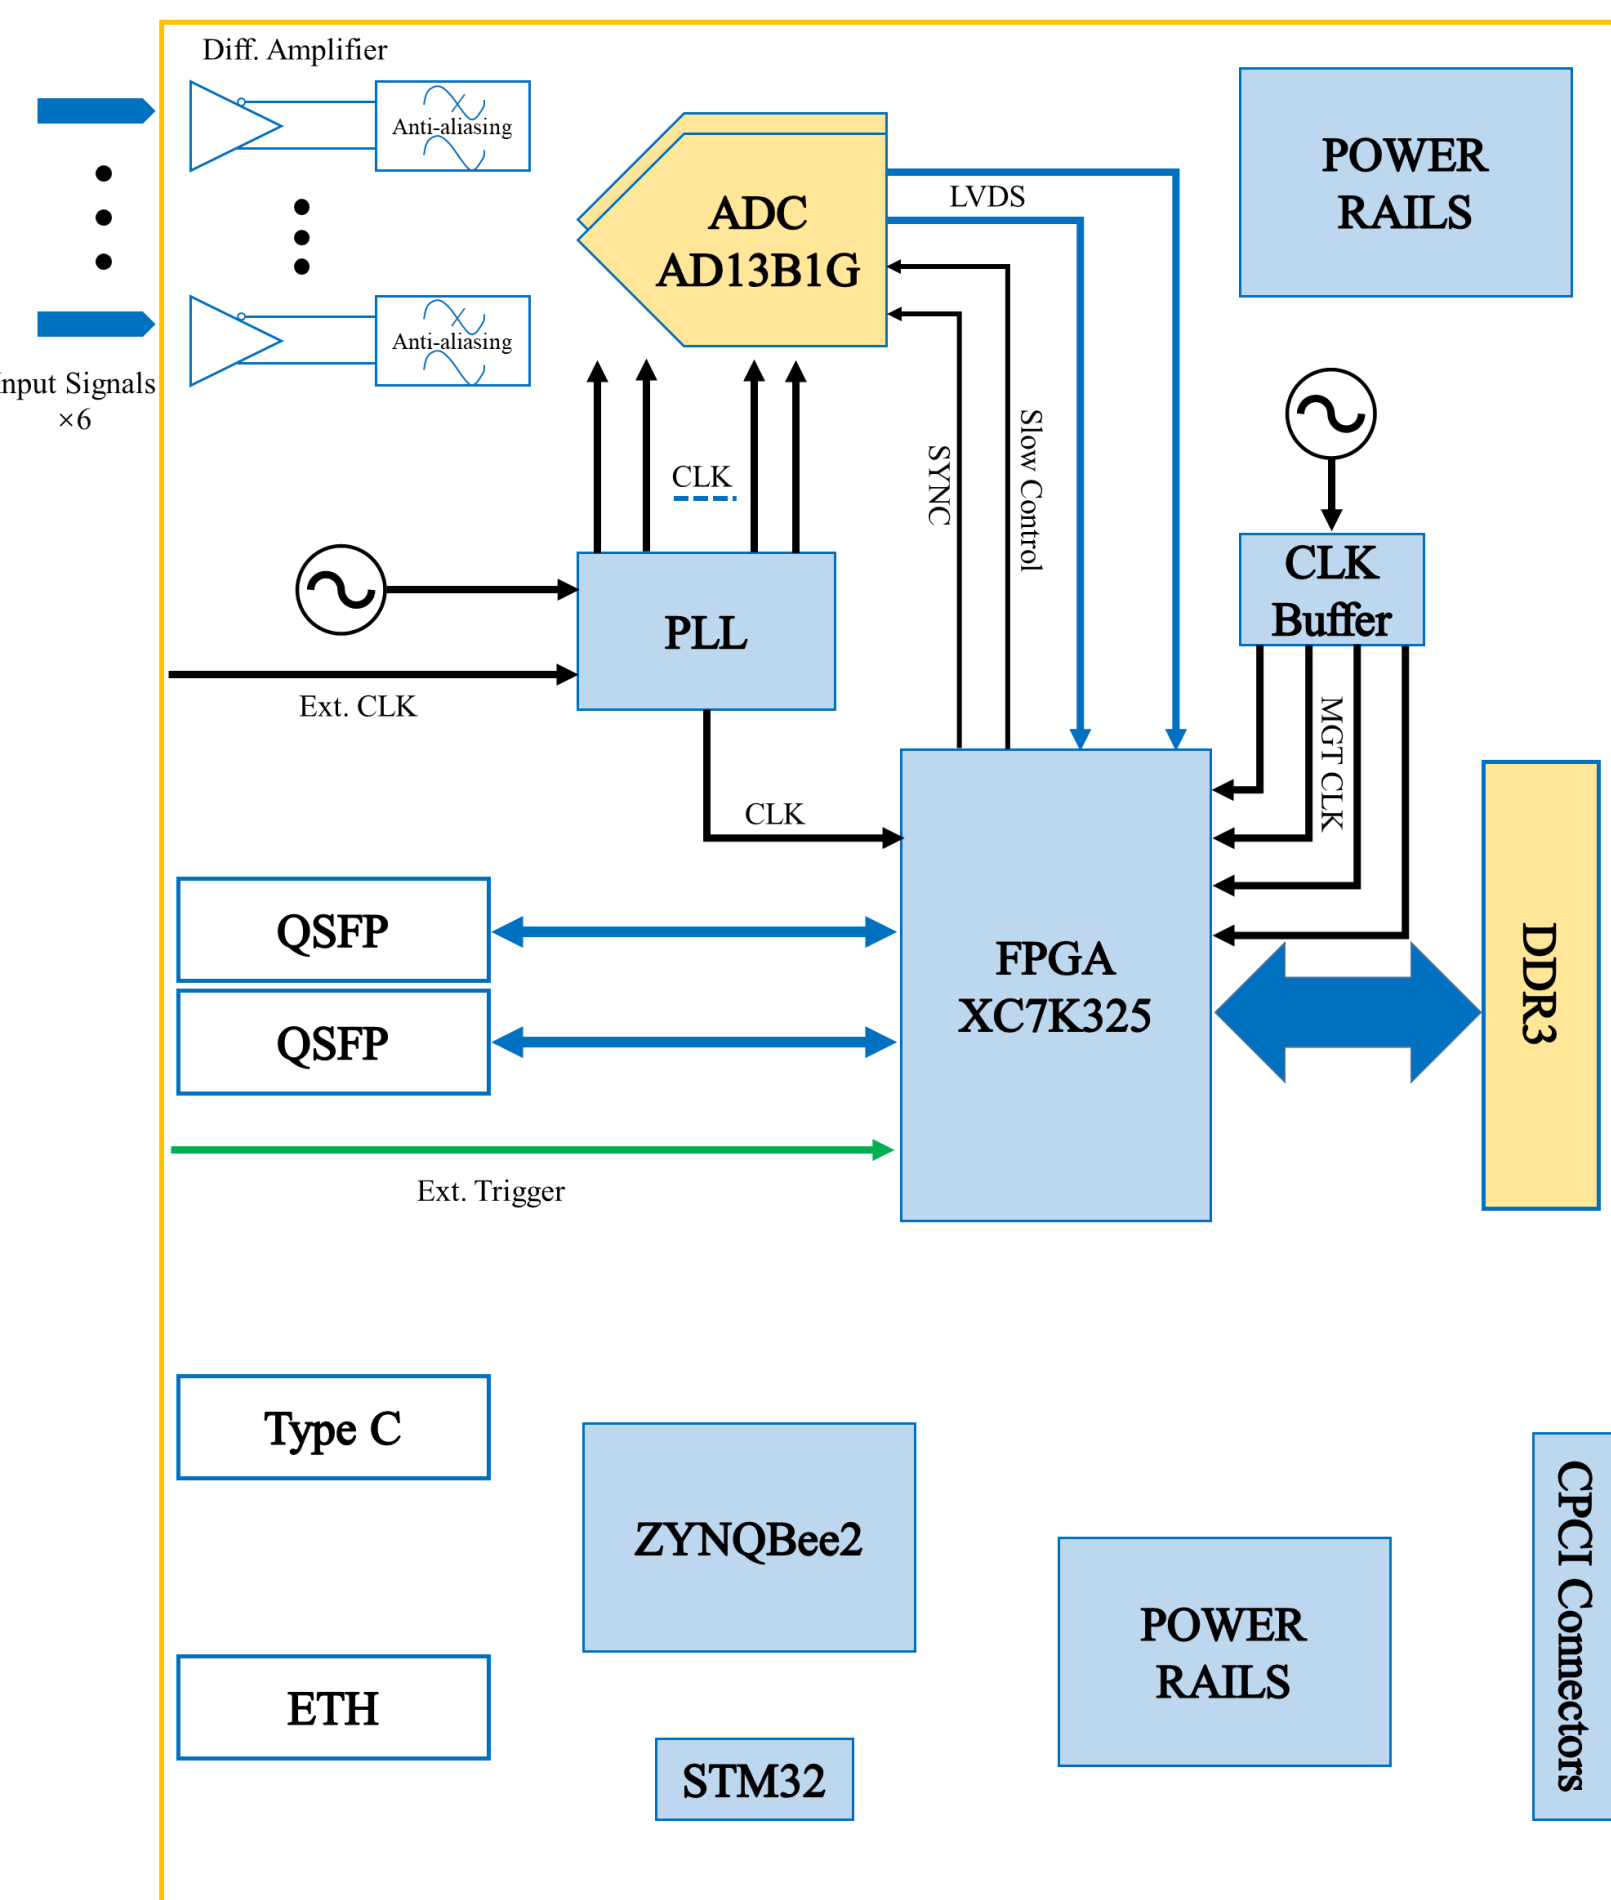 Diff. Amplifier
Anti-aliasing
Anti-aliasing
nput Signals
×6
ADC
AD13B1G
LVDS
POWER
RAILS
CLK
SYNC
Slow Control
CLK
Buffer
PLL
Ext. CLK
CLK
MGT CLK
QSFP
QSFP
FPGA
XC7K325
DDR3
Ext. Trigger
Type C
ZYNQBee2
ETH
STM32
POWER
RAILS
CPCI Connectors